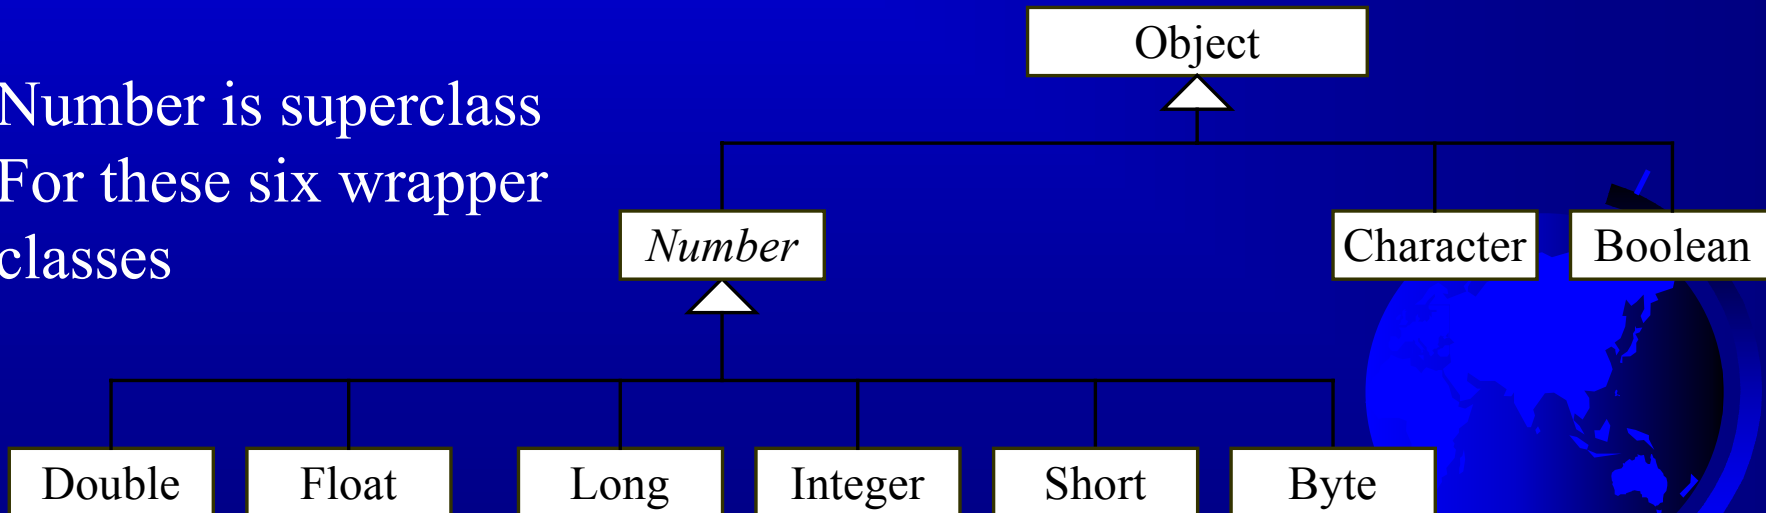 Number is superclass
For these six wrapper
classes
Object
Number
Character
Boolean
Double
Float
Long
Integer
Short
Byte